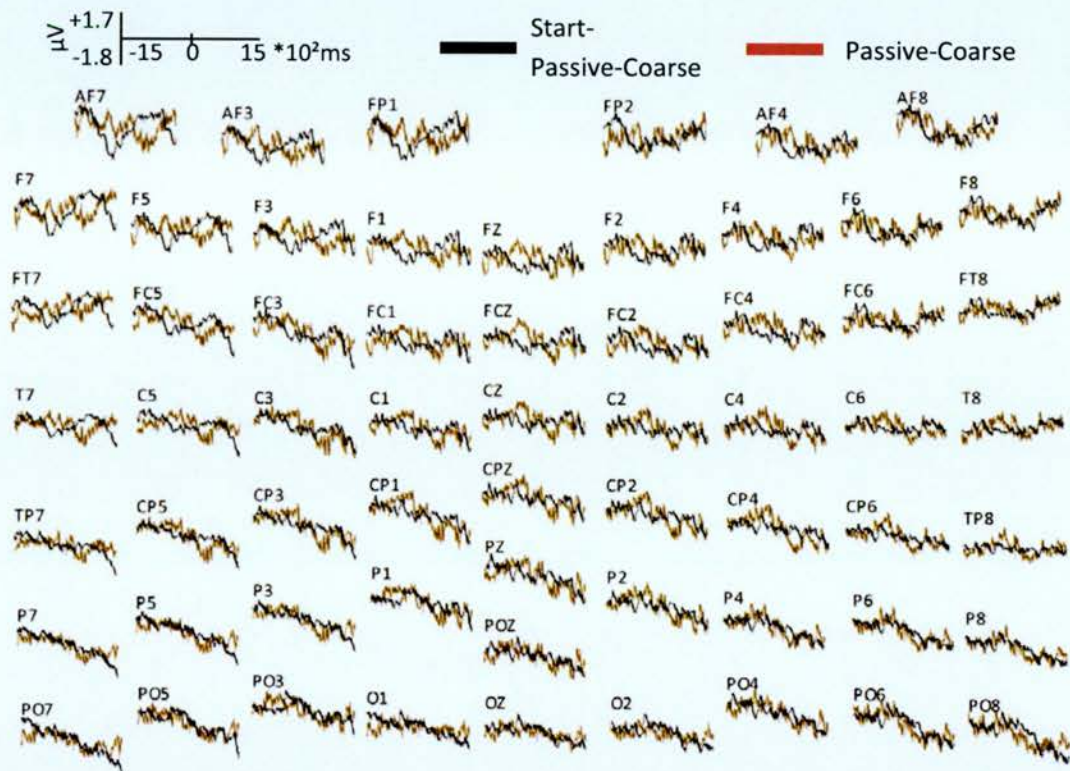 µV +1.7
-1.8 -15 0 15 *10²ms
Start-
Passive-Coarse
Passive-Coarse
AF7 AF3 FP1 FP2 AF4 AF8
F7 F5 F3 F1 FZ F2 F4 F6 F8
FT7 FC5 FC3 FC1 FCZ FC2 FC4 FC6 FT8
T7 C5 C3 C1 CZ C2 C4 C6 T8
TP7 CP5 CP3 CP1 CPZ CP2 CP4 CP6 TP8
P7 P5 P3 P1 PZ P2 P4 P6 P8
POZ
PO7 PO5 PO3 O1 OZ O2 PO4 PO6 PO8